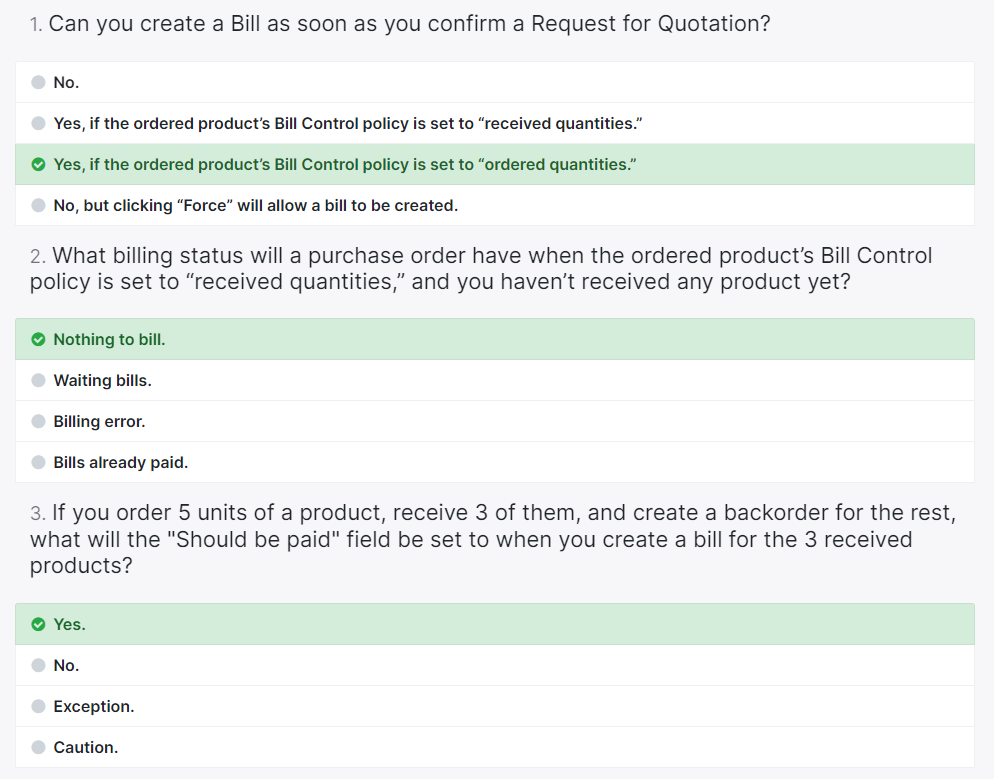 1. Can you create a Bill as soon as you confirm a Request for Quotation?
No.
Yes, if the ordered product’s Bill Control policy is set to “received quantities.”
Yes, if the ordered product’s Bill Control policy is set to “ordered quantities.”
No, but clicking “Force” will allow a bill to be created.
2. What billing status will a purchase order have when the ordered product’s Bill Control
policy is set to “received quantities,” and you haven’t received any product yet?
Nothing to bill.
Waiting bills.
Billing error.
Bills already paid.
3. If you order 5 units of a product, receive 3 of them, and create a backorder for the rest,
what will the "Should be paid" field be set to when you create a bill for the 3 received
products?
Yes.
No.
Exception.
Caution.